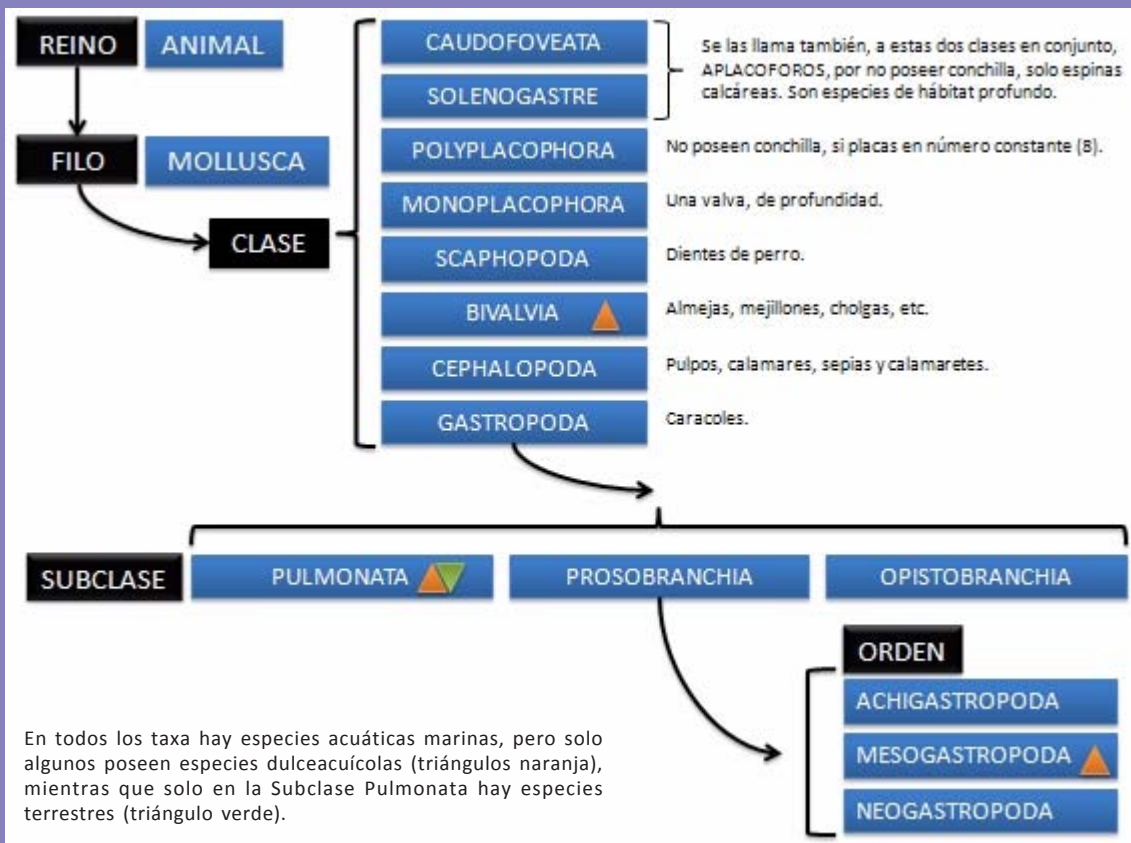 REINO
ANIMAL
FILO
MOLLUSCA
CLASE
CAUDOFOVEATA
SOLENOGASTRE
Se las llama también, a estas dos clases en conjunto,
APLACOFOROS, por no poseer conchilla, solo espinas
calcáreas. Son especies de hábitat profundo.
POLYPLACOPHORA
No poseen conchilla, si placas en número constante (8).
MONOPLACOPHORA
Una valva, de profundidad.
SCAPHOPODA
Dientes de perro.
BIVALVIA
Almejas, mejillones, cholgas, etc.
CEPHALOPODA
Pulpos, calamares, sepias y calamaretes.
GASTROPODA
Caracoles.
SUBCLASE
PULMONATA
PROSOBRANCHIA
OPISTOBRANCHIA
ORDEN
ACHIGASTROPODA
MESOGASTROPODA
NEOGASTROPODA
En todos los taxa hay especies acuáticas marinas, pero solo
algunos poseen especies dulceacuícolas (triángulos naranja),
mientras que solo en la Subclase Pulmonata hay especies
terrestres (triángulo verde).